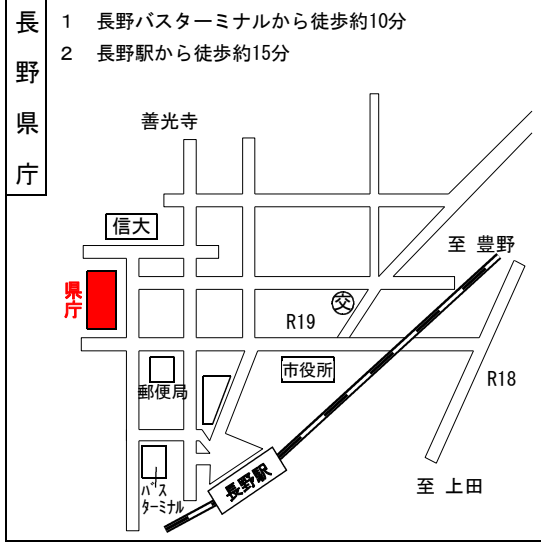 長野県庁
1 長野バスターミナルから徒歩約10分
2 長野駅から徒歩約15分
善光寺
信大
至 豊野
県庁
交
R19
市役所
郵便局
R18
長野駅
バス
ターミナル
至 上田